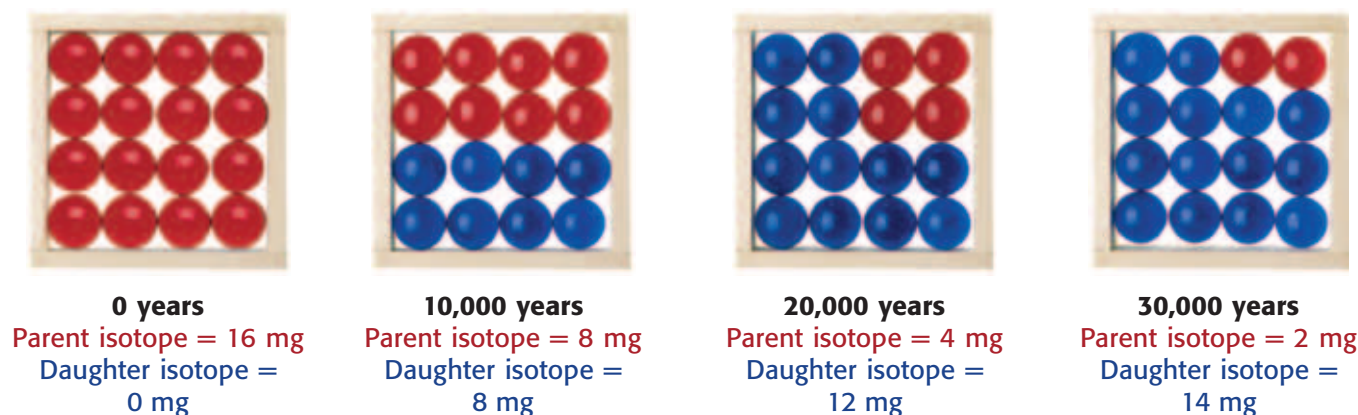 0 years
Parent isotope = 16 mg
Daughter isotope =
0 mg
10,000 years
Parent isotope = 8 mg
Daughter isotope =
8 mg
20,000 years
Parent isotope = 4 mg
Daughter isotope =
12 mg
30,000 years
Parent isotope = 2 mg
Daughter isotope =
14 mg